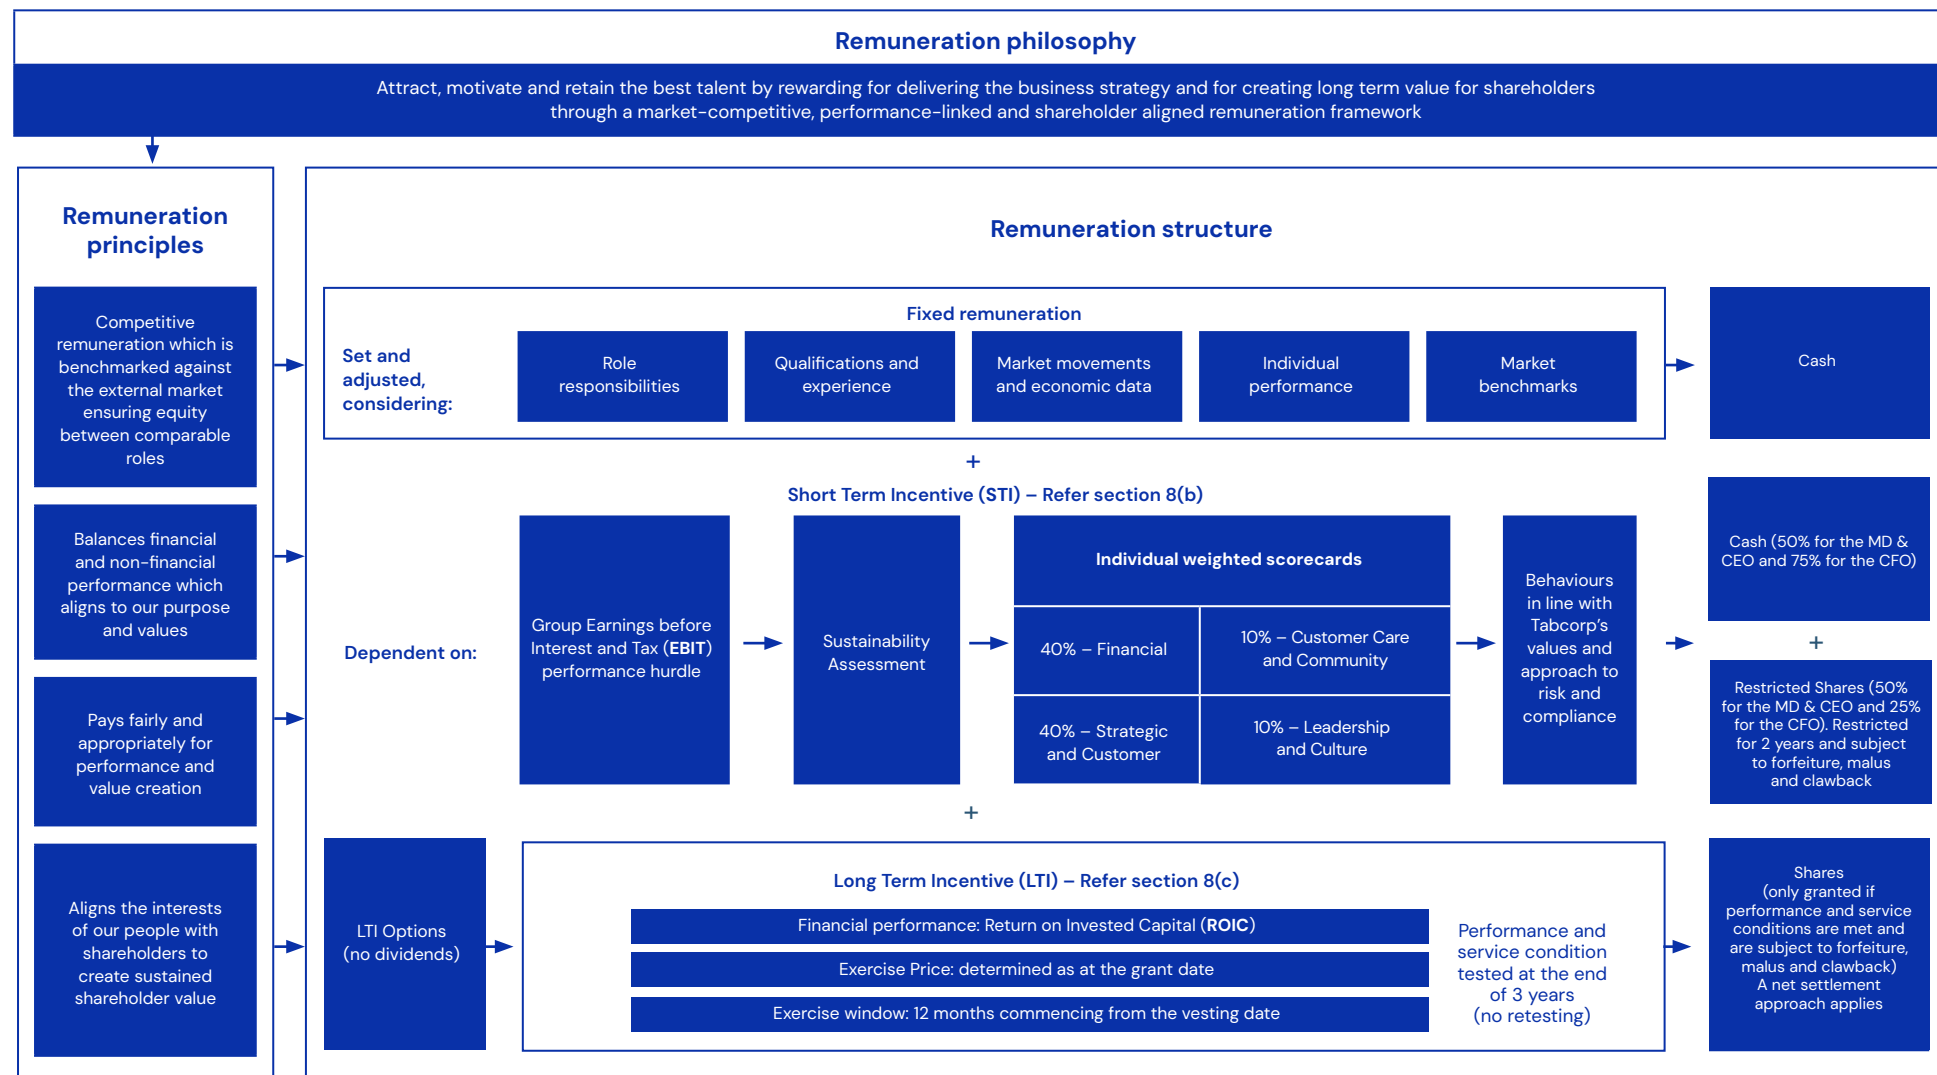 Remuneration philosophy
Attract, motivate and retain the best talent by rewarding for delivering the business strategy and for creating long term value for shareholders
through a market-competitive, performance-linked and shareholder aligned remuneration framework
Remuneration
principles
Competitive
remuneration which is
benchmarked against
the external market
ensuring equity
between comparable
roles
Balances financial
and non-financial
performance which
aligns to our purpose
and values
Pays fairly and
appropriately for
performance and
value creation
Aligns the interests
of our people with
shareholders to
create sustained
shareholder value
Remuneration structure
Fixed remuneration
Set and
adjusted,
considering:
Role
responsibilities
Qualifications and
experience
Market movements
and economic data
Individual
performance
Market
benchmarks
Cash
+
Short Term Incentive (STI) – Refer section 8(b)
Dependent on:
Group Earnings before
Interest and Tax (EBIT)
performance hurdle
Sustainability
Assessment
Individual weighted scorecards
40% – Financial
10% – Customer Care
and Community
40% – Strategic
and Customer
10% – Leadership
and Culture
Behaviours
in line with
Tabcorp's
values and
approach to
risk and
compliance
Cash (50% for the MD &
CEO and 75% for the CFO)
+
Restricted Shares (50%
for the MD & CEO and 25%
for the CFO). Restricted
for 2 years and subject
to forfeiture, malus
and clawback
+
LTI Options
(no dividends)
Long Term Incentive (LTI) – Refer section 8(c)
Financial performance: Return on Invested Capital (ROIC)
Exercise Price: determined as at the grant date
Exercise window: 12 months commencing from the vesting date
Performance and
service condition
tested at the end
of 3 years
(no retesting)
Shares
(only granted if
performance and service
conditions are met and
are subject to forfeiture,
malus and clawback)
A net settlement
approach applies